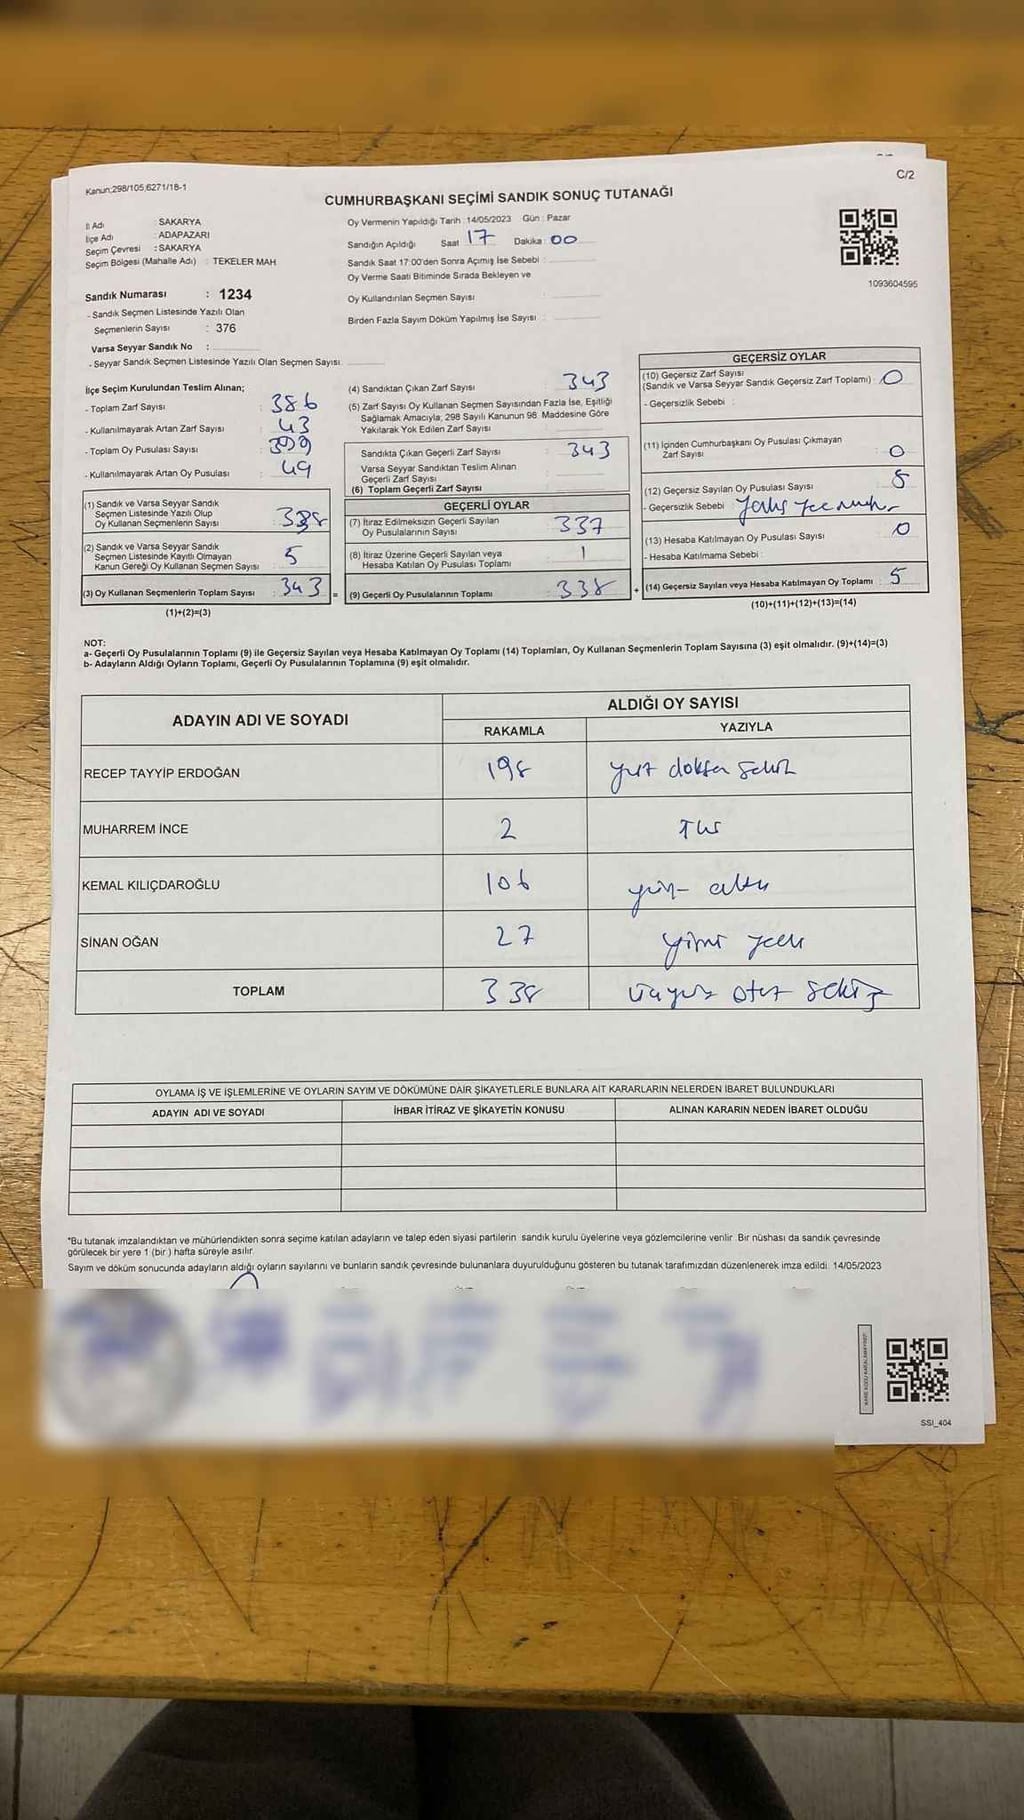 C/2
Kanun;298/105;6271/18-1
CUMHURBAŞKANI SEÇİMİ SANDIK SONUÇ TUTANAĞI
İl Adı : SAKARYA
İlçe Adı : ADAPAZARI
Seçim Çevresi : SAKARYA
Seçim Bölgesi (Mahalle Adı) : TEKELER MAH.
Sandık Numarası : 1234
- Sandık Seçmen Listesinde Yazılı Olan
Seçmenlerin Sayısı : 376
Varsa Seyyar Sandık No :
- Seyyar Sandık Seçmen Listesinde Yazılı Olan Seçmen Sayısı:
Oy Vermenin Yapıldığı Tarih : 14/05/2023 Gün : Pazar
Sandığın Açıldığı Saat 17 Dakika : 00
Sandık Saat 17:00'den Sonra Açımış İse Sebebi :
Oy Verme Saati Bitiminde Sırada Bekleyen ve
Oy Kullandırılan Seçmen Sayısı :
Birden Fazla Sayım Döküm Yapılmış İse Sayısı :
1093604595
İlçe Seçim Kurulundan Teslim Alınan;
- Toplam Zarf Sayısı : 386
- Kullanılmayarak Artan Zarf Sayısı : 43
- Toplam Oy Pusulası Sayısı :
- Kullanılmayarak Artan Oy Pusulası : 49
(1) Sandık ve Varsa Seyyar Sandık
Seçmen Listesinde Yazılı Olup
Oy Kullanan Seçmenlerin Sayısı : 338
(2) Sandık ve Varsa Seyyar Sandık
Seçmen Listesinde Kayıtlı Olmayan
Kanun Gereği Oy Kullanan Seçmen Sayısı : 5
(3) Oy Kullanan Seçmenlerin Toplam Sayısı : 343 =
(1)+(2)=(3)
(4) Sandıktan Çıkan Zarf Sayısı : 343
(5) Zarf Sayısı Oy Kullanan Seçmen Sayısından Fazla İse, Eşitliği
Sağlamak Amacıyla, 298 Sayılı Kanunun 98. Maddesine Göre
Yakılarak Yok Edilen Zarf Sayısı :
Sandıkta Çıkan Geçerli Zarf Sayısı : 343
Varsa Seyyar Sandıktan Teslim Alınan
Geçerli Zarf Sayısı :
(6) Toplam Geçerli Zarf Sayısı :
GEÇERLİ OYLAR
(7) İtiraz Edilmeksizin Geçerli Sayılan
Oy Pusulalarının Sayısı : 337
(8) İtiraz Üzerine Geçerli Sayılan veya
Hesaba Katılan Oy Pusulası Toplamı : 1
(9) Geçerli Oy Pusulalarının Toplamı : 338 +
GEÇERSİZ OYLAR
(10) Geçersiz Zarf Sayısı
(Sandık ve Varsa Seyyar Sandık Geçersiz Zarf Toplamı) : 0
- Geçersizlik Sebebi :
(11) İçinden Cumhurbaşkanı Oy Pusulası Çıkmayan
Zarf Sayısı : 0
(12) Geçersiz Sayılan Oy Pusulası Sayısı : 8
- Geçersizlik Sebebi
(13) Hesaba Katılmayan Oy Pusulası Sayısı : 0
- Hesaba Katılmama Sebebi :
(14) Geçersiz Sayılan veya Hesaba Katılmayan Oy Toplamı : 5
(10)+(11)+(12)+(13)=(14)
NOT:
a- Geçerli Oy Pusulalarının Toplamı (9) ile Geçersiz Sayılan veya Hesaba Katılmayan Oy Toplamı (14) Toplamları, Oy Kullanan Seçmenlerin Toplam Sayısına (3) eşit olmalıdır. (9)+(14)=(3)
b- Adayların Aldığı Oyların Toplamı, Geçerli Oy Pusulalarının Toplamına (9) eşit olmalıdır.
ADAYIN ADI VE SOYADI
ALDIĞI OY SAYISI
RAKAMLA YAZIYLA
RECEP TAYYİP ERDOĞAN 198 yüz doksan sekiz
MUHARREM İNCE 2
KEMAL KILIÇDAROĞLU 106 yüz altı
SİNAN OĞAN 27 yirmi yedi
TOPLAM 338 üçyüz otuz sekiz
OYLAMA İŞ VE İŞLEMLERİNE VE OYLARIN SAYIM VE DÖKÜMÜNE DAİR ŞİKAYETLERLE BUNLARA AİT KARARLARIN NELERDEN İBARET BULUNDUKLARI
ADAYIN ADI VE SOYADI İHBAR İTİRAZ VE ŞİKAYETİN KONUSU ALINAN KARARIN NEDEN İBARET OLDUĞU
*Bu tutanak imzalandıktan ve mühürlendikten sonra seçime katılan adayların ve talep eden siyasi partilerin sandık kurulu üyelerine veya gözlemcilerine verilir. Bir nüshası da sandık çevresinde
görülecek bir yere 1 (bir ) hafta süreyle asılır.
Sayım ve döküm sonucunda adayların aldığı oyların sayılarını ve bunların sandık çevresinde bulunanlara duyurulduğunu gösteren bu tutanak tarafımızdan düzenlenerek imza edildi. 14/05/2023
SSI_404